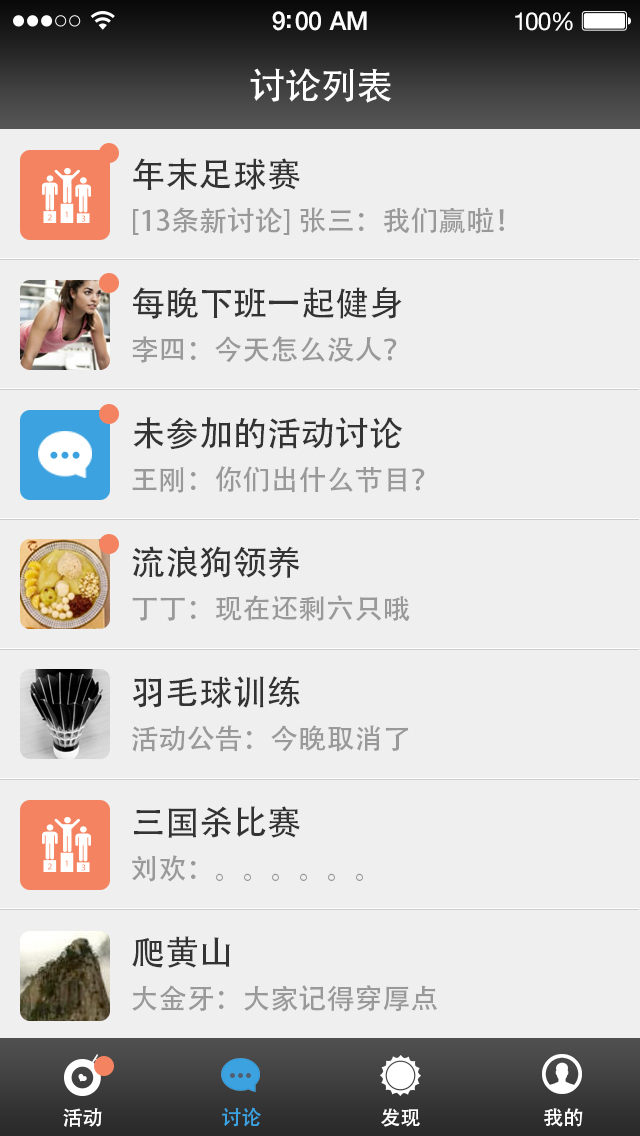 9:00 AM 100%
讨论列表
年末足球赛
[13条新讨论] 张三：我们赢啦！
每晚下班一起健身
李四：今天怎么没人？
未参加的活动讨论
王刚：你们出什么节目？
流浪狗领养
丁丁：现在还剩六只哦
羽毛球训练
活动公告：今晚取消了
三国杀比赛
刘欢：。。。。。。
爬黄山
大金牙：大家记得穿厚点
活动 讨论 发现 我的